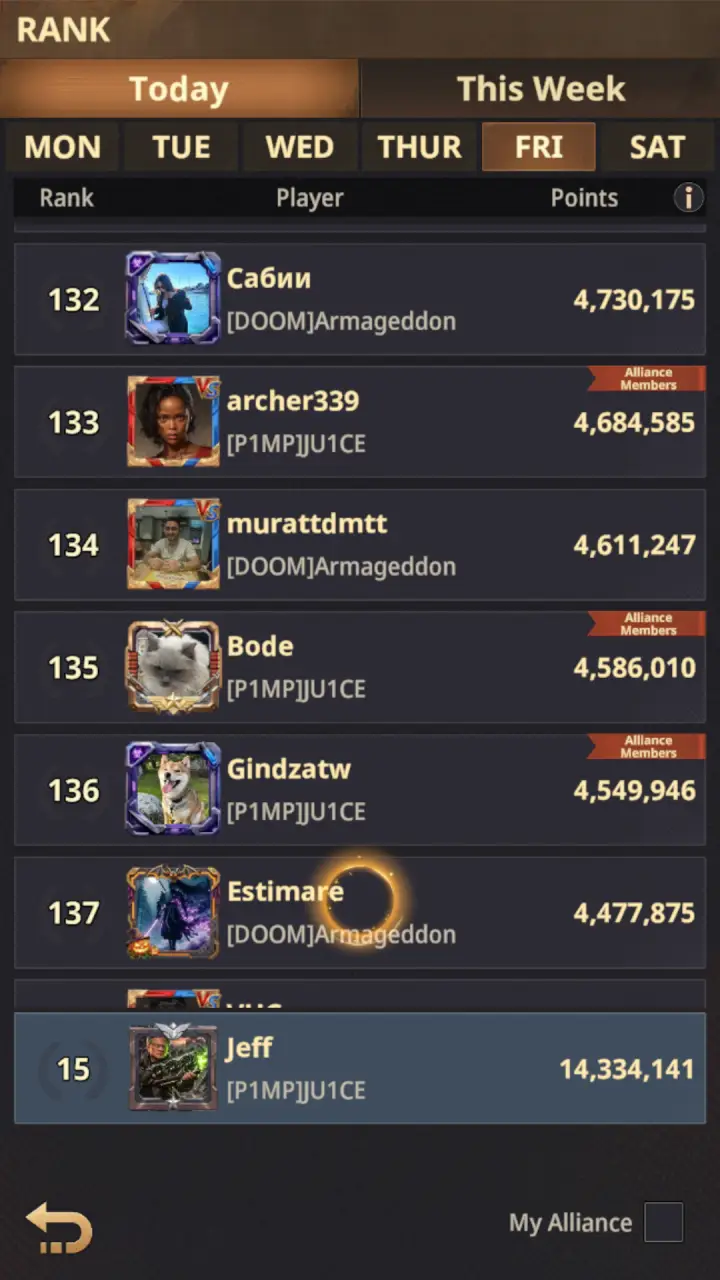 RANK
Today
This Week
MON TUE WED THUR FRI SAT
Rank Player Points
132
Сабии
[DOOM]Armageddon
4,730,175
Alliance
Members
133
archer339
[P1MP]JU1CE
4,684,585
134
murattdmtt
[DOOM]Armageddon
4,611,247
Alliance
Members
135
Bode
[P1MP]JU1CE
4,586,010
Alliance
Members
136
Gindzatw
[P1MP]JU1CE
4,549,946
137
Estimare
[DOOM]Armageddon
4,477,875
15
Jeff
[P1MP]JU1CE
14,334,141
My Alliance